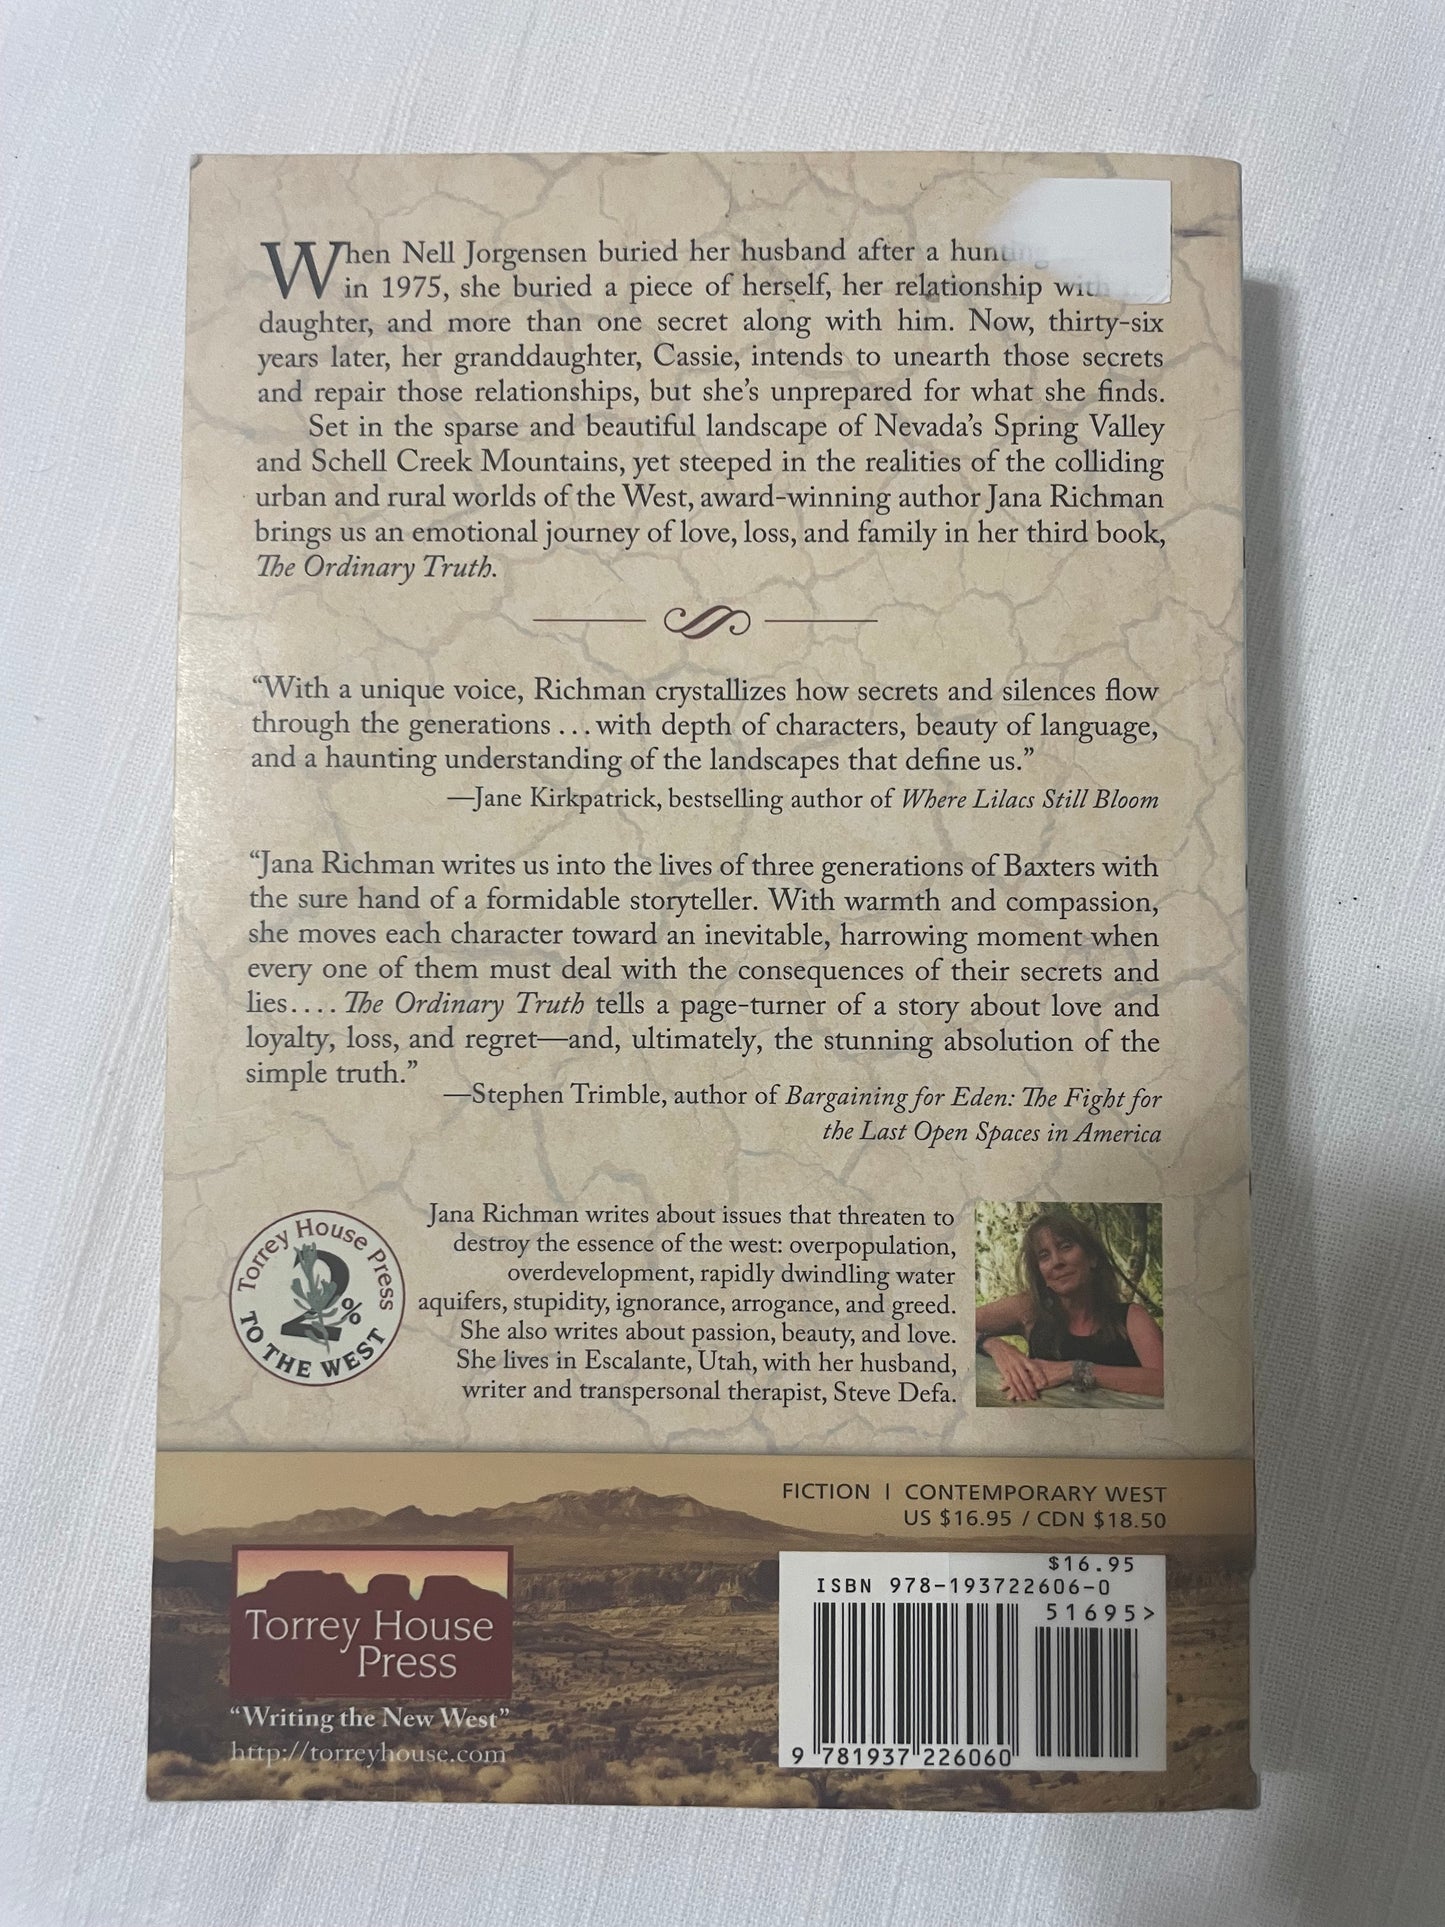 When Nell Jorgensen buried her husband after a
in 1975, she buried a piece of herself, her relationship with
daughter, and more than one secret along with him. Now, thirty-six
years later, her granddaughter, Cassie, intends to unearth those secrets
and repair those relationships, but she's unprepared for what she finds.
Set in the sparse and beautiful landscape of Nevada's Spring Valley
and Schell Creek Mountains, yet steeped in the realities of the colliding
urban and rural worlds of the West, award-winning author Jana Richman
brings us an emotional journey of love, loss, and family in her third book,
The Ordinary Truth.
“With a unique voice, Richman crystallizes how secrets and silences flow
through the generations . . . with depth of characters, beauty of language,
and a haunting understanding of the landscapes that define us.”
—Jane Kirkpatrick, bestselling author of Where Lilacs Still Bloom
“Jana Richman writes us into the lives of three generations of Baxters with
the sure hand of a formidable storyteller. With warmth and compassion,
she moves each character toward an inevitable, harrowing moment when
every one of them must deal with the consequences of their secrets and
lies. . . . The Ordinary Truth tells a page-turner of a story about love and
loyalty, loss, and regret—and, ultimately, the stunning absolution of the
simple truth.”
—Stephen Trimble, author of Bargaining for Eden: The Fight for
the Last Open Spaces in America
Torrey House Press
2%
TO THE WEST
Jana Richman writes about issues that threaten to
destroy the essence of the west: overpopulation,
overdevelopment, rapidly dwindling water
aquifers, stupidity, ignorance, arrogance, and greed.
She also writes about passion, beauty, and love.
She lives in Escalante, Utah, with her husband,
writer and transpersonal therapist, Steve Defa.
FICTION | CONTEMPORARY WEST
US $16.95 / CDN $18.50
Torrey House
Press
“Writing the New West”
http://torreyhouse.com
$16.95
ISBN 978-193722606-0
51695>
9 781937 226060